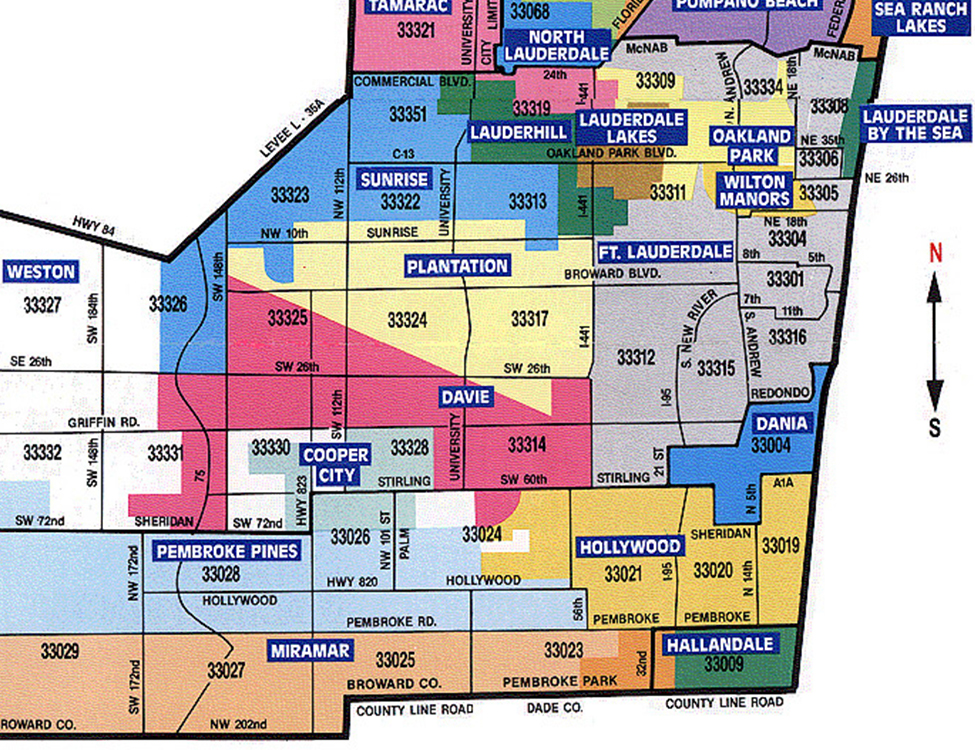 TAMARAC
33321
UNIVERSITY
CITY LIMIT
33068
FLORI
POMPANO BEACH
FEDER
SEA RANCH
LAKES
NORTH
LAUDERDALE
McNAB
McNAB
COMMERCIAL BLVD.
24th
33309
N. ANDREW
33334
NE 18th
LEVEE L - 35A
33351
33319
I-441
33308
LAUDERHILL
LAUDERDALE
LAKES
OAKLAND
PARK
LAUDERDALE
BY THE SEA
NE 35th
C-13
OAKLAND PARK BLVD.
33306
NE 26th
SUNRISE
33323
NW 112th
33322
UNIVERSITY
33313
I-441
33311
WILTON
MANORS
33305
HWY 84
NW 10th
SUNRISE
NE 18th
33304
FT. LAUDERDALE
8th
5th
WESTON
SW 148th
PLANTATION
BROWARD BLVD.
33301
N
33327
SW 184th
33326
33325
33324
33317
I-441
S. NEW RIVER
7th
11th
S. ANDREW
33316
33312
33315
SE 26th
SW 26th
SW 26th
I-95
REDONDO
SW 112th
DAVIE
GRIFFIN RD.
DANIA
33004
S
33332
SW 148th
33331
33330
COOPER
CITY
33328
UNIVERSITY
33314
75
HWY 823
STIRLING
SW 60th
STIRLING
21 ST
A1A
N 5th
SW 72nd
SHERIDAN
SW 72nd
33026
NW 101 ST
PALM
33024
SHERIDAN
33019
NW 172nd
PEMBROKE PINES
33028
HOLLYWOOD
33021
I-95
33020
N 14th
HWY 820
HOLLYWOOD
HOLLYWOOD
56th
PEMBROKE RD.
PEMBROKE
PEMBROKE
33029
SW 172nd
33027
MIRAMAR
33025
33023
32nd
HALLANDALE
33009
BROWARD CO.
PEMBROKE PARK
ROWARD CO.
NW 202nd
COUNTY LINE ROAD
DADE CO.
COUNTY LINE ROAD